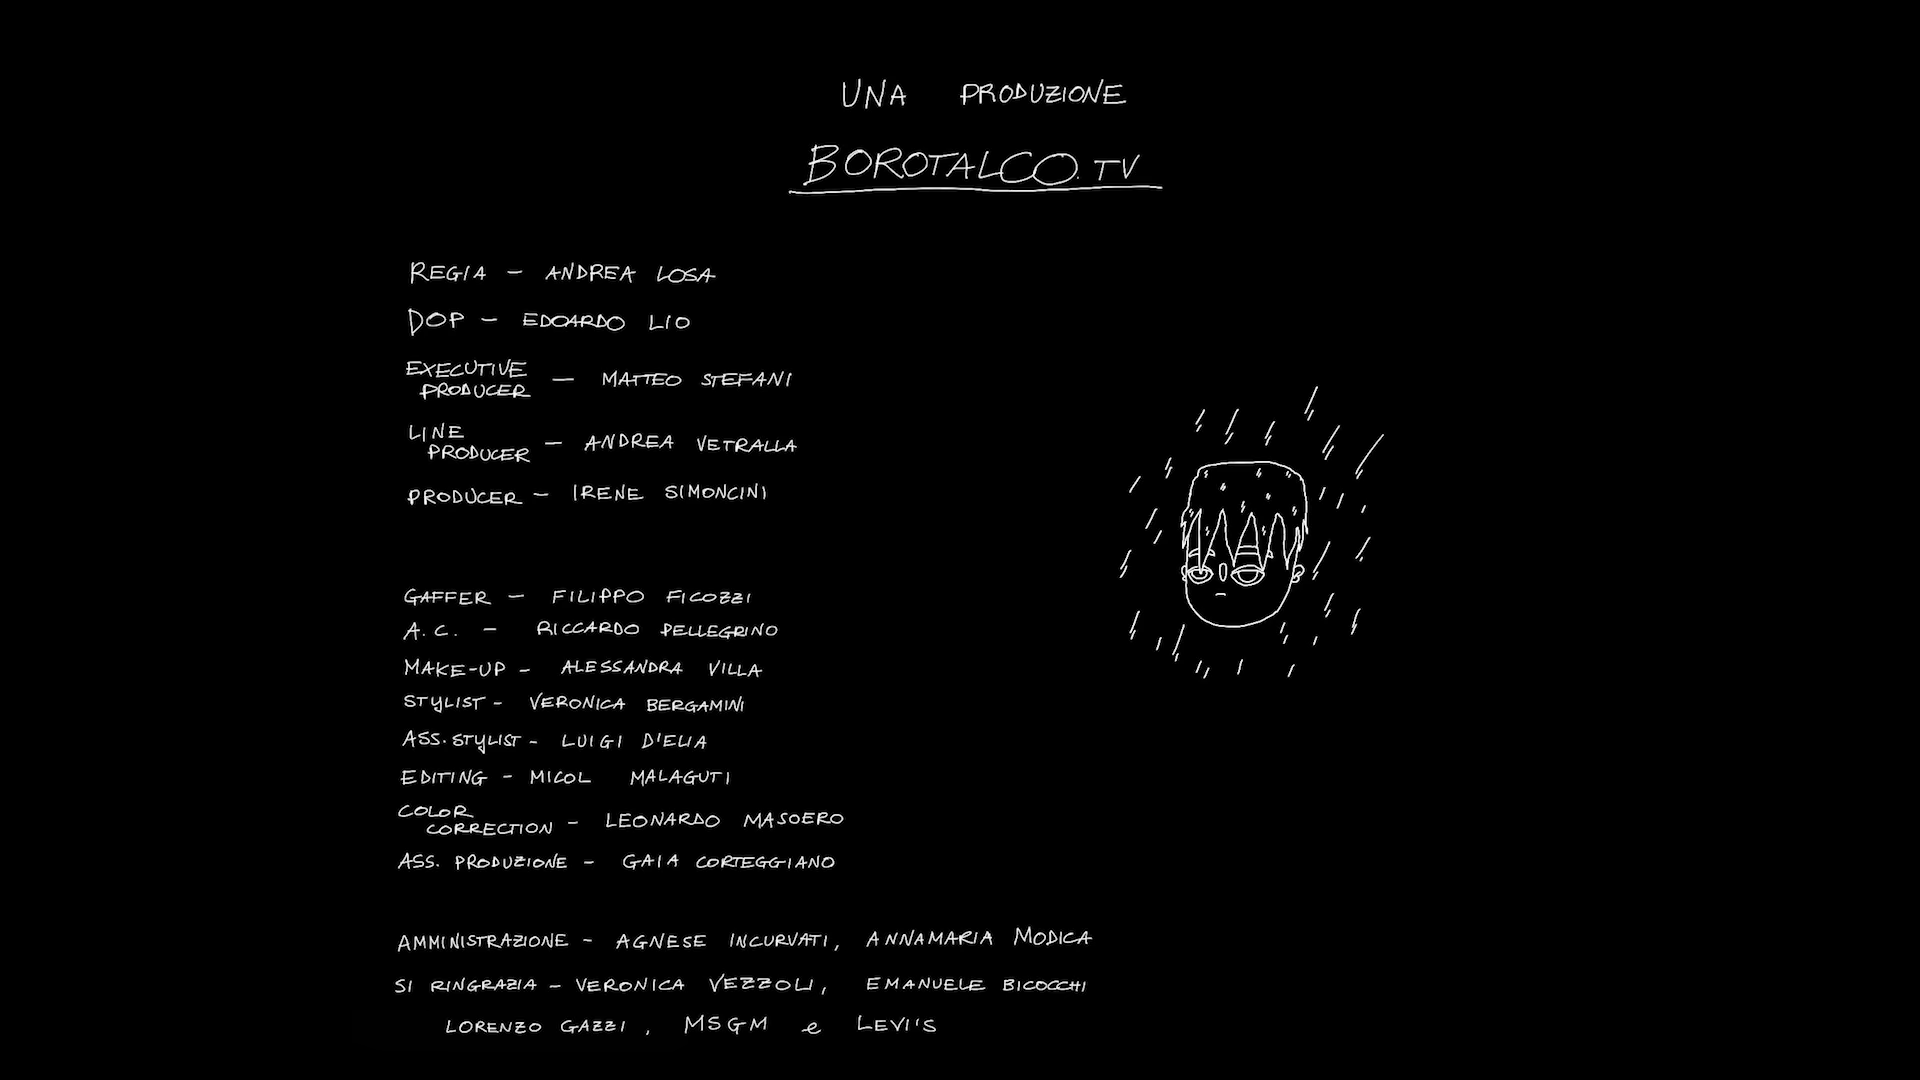 UNA PRODUZIONE
BOROTALCO.TV
REGIA - ANDREA LOSA
DOP - EDOARDO LIO
EXECUTIVE
PRODUCER - MATTEO STEFANI
LINE
PRODUCER - ANDREA VETRALLA
PRODUCER - IRENE SIMONCINI
GAFFER - FILIPPO FICOZZI
A.C. - RICCARDO PELLEGRINO
MAKE-UP - ALESSANDRA VILLA
STYLIST - VERONICA BERGAMINI
ASS. STYLIST - LUIGI D'ELIA
EDITING - MICOL MALAGUTI
COLOR
CORRECTION - LEONARDO MASOERO
ASS. PRODUZIONE - GAIA CORTEGGIANO
AMMINISTRAZIONE - AGNESE INCURVATI, ANNAMARIA MODICA
SI RINGRAZIA - VERONICA VEZZOLI, EMANUELE BICOCCHI
LORENZO GAZZI, MSGM e LEVI'S